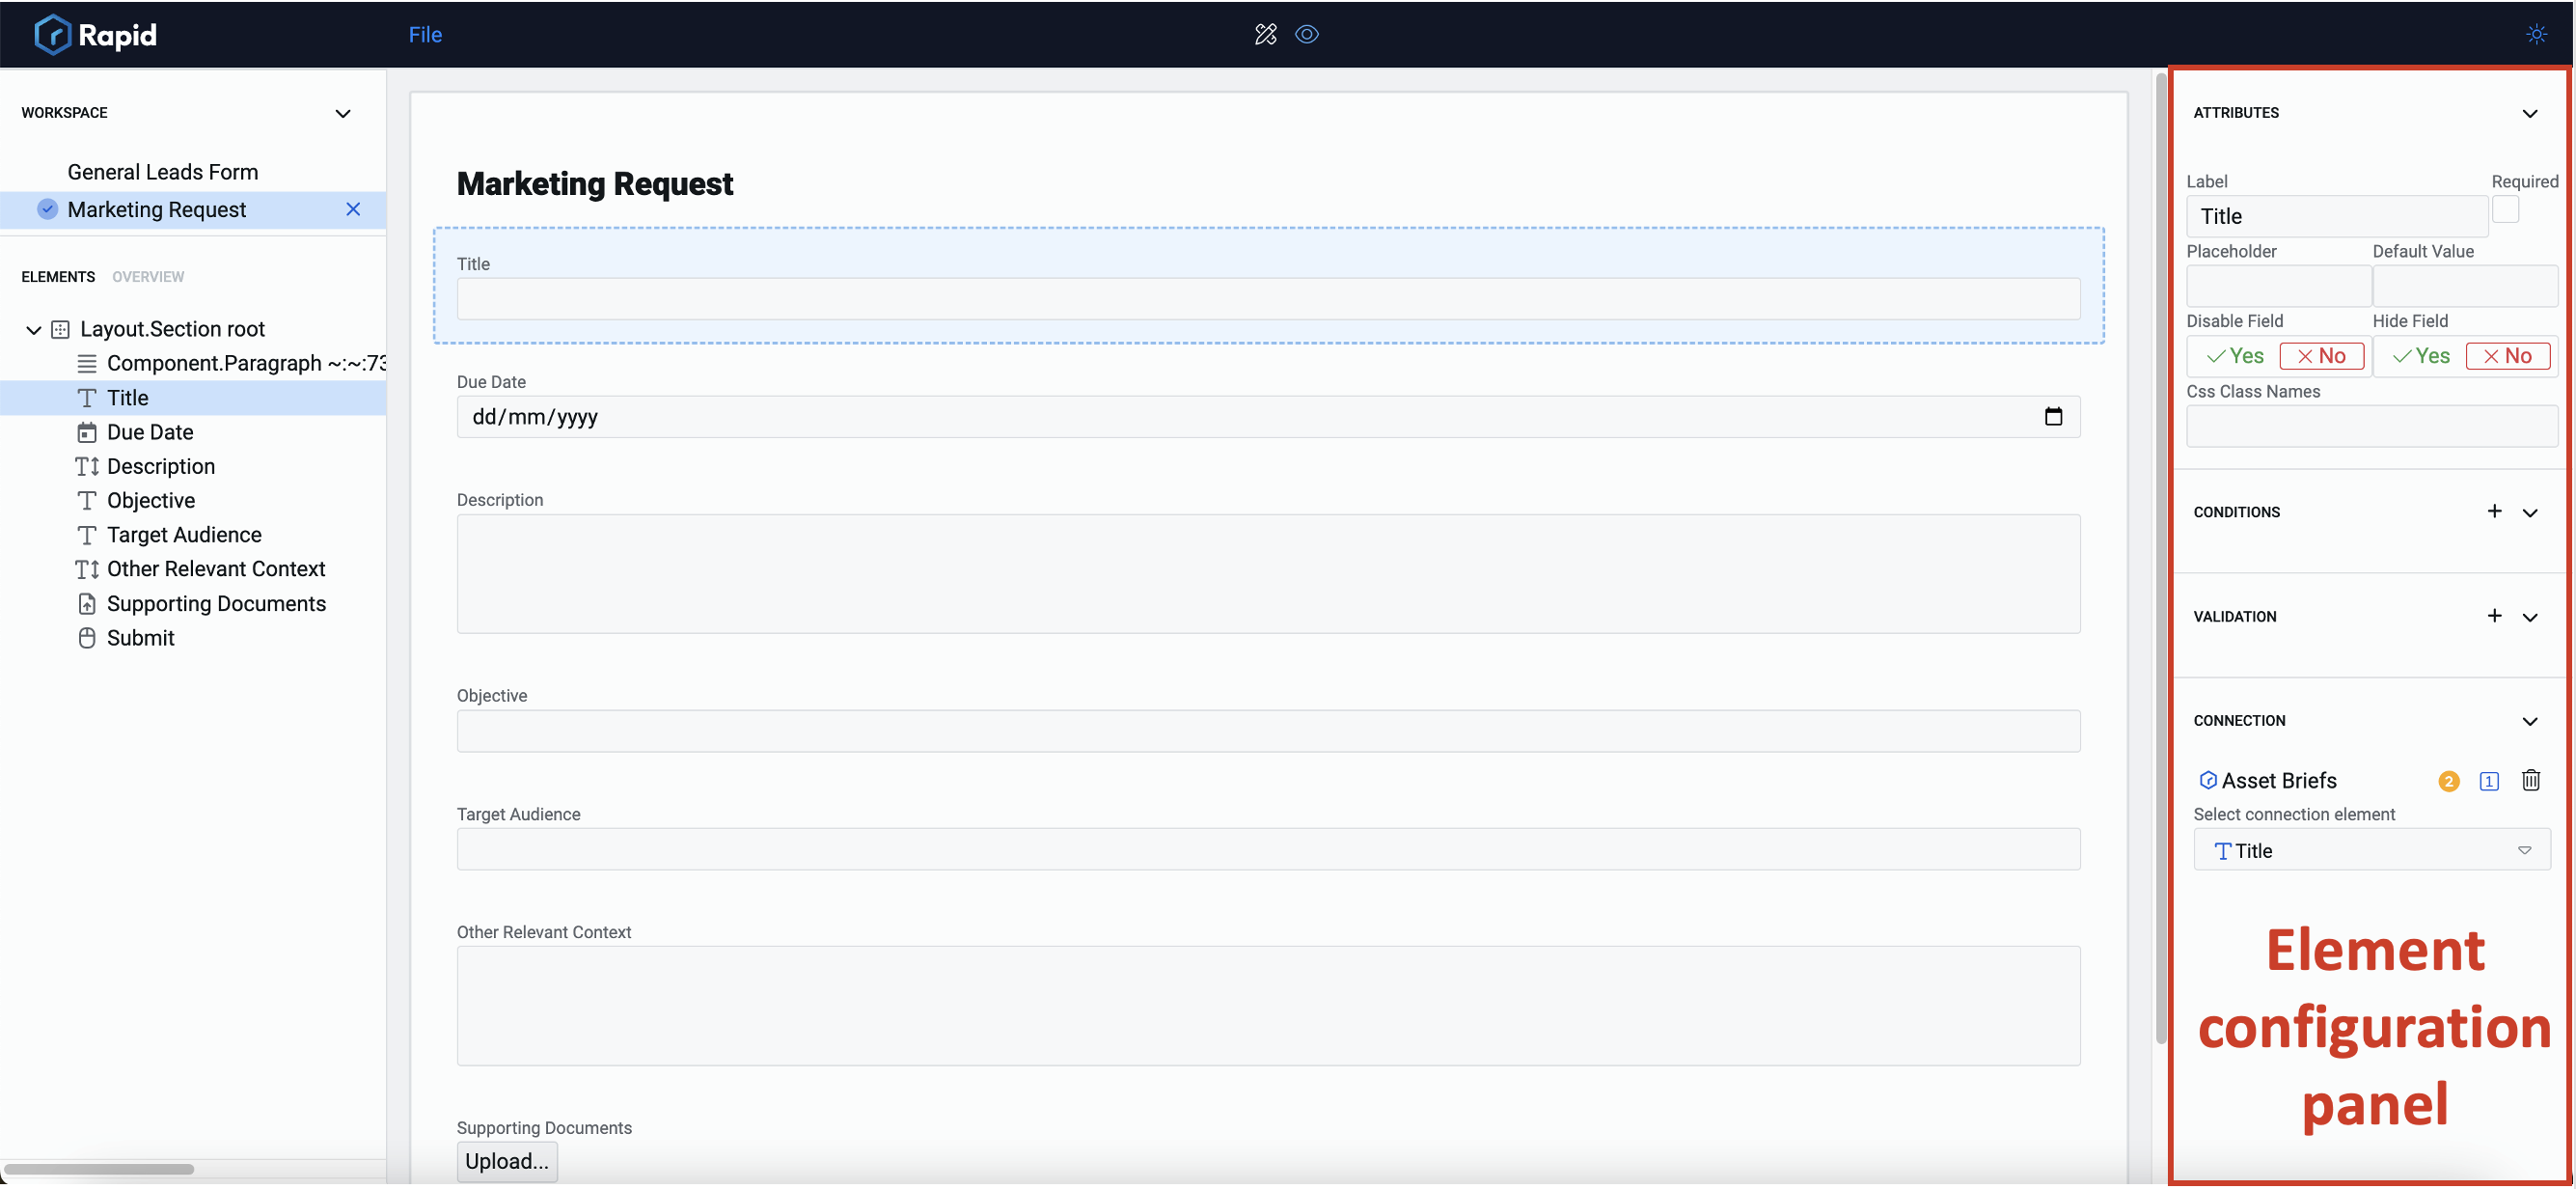 Rapid
File
WORKSPACE
General Leads Form
Marketing Request
ELEMENTS OVERVIEW
Layout.Section root
Component.Paragraph ~:~:73
Title
Due Date
Description
Objective
Target Audience
Other Relevant Context
Supporting Documents
Submit
Marketing Request
Title
Due Date
dd/mm/yyyy
Description
Objective
Target Audience
Other Relevant Context
Supporting Documents
Upload...
ATTRIBUTES
Label Required
Title
Placeholder Default Value
Disable Field Hide Field
Yes No Yes No
Css Class Names
CONDITIONS
VALIDATION
CONNECTION
Asset Briefs 2 1
Select connection element
Title
Element
configuration
panel